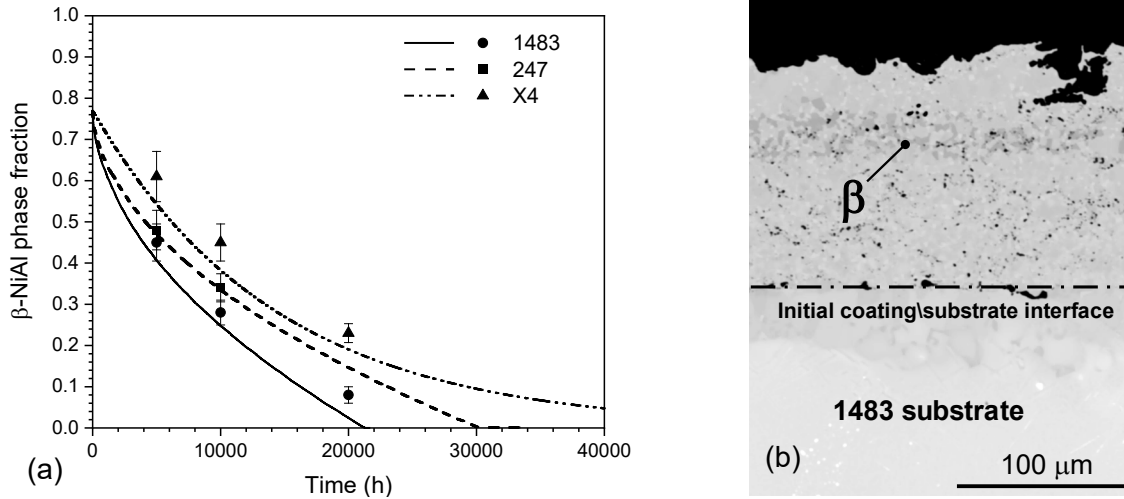 β-NiAl phase fraction
1.0
0.9
0.8
0.7
0.6
0.5
0.4
0.3
0.2
0.1
0.0
1483
247
X4
0 10000 20000 30000 40000
Time (h)
(a)
β
Initial coating\substrate interface
1483 substrate
(b)
100 μm